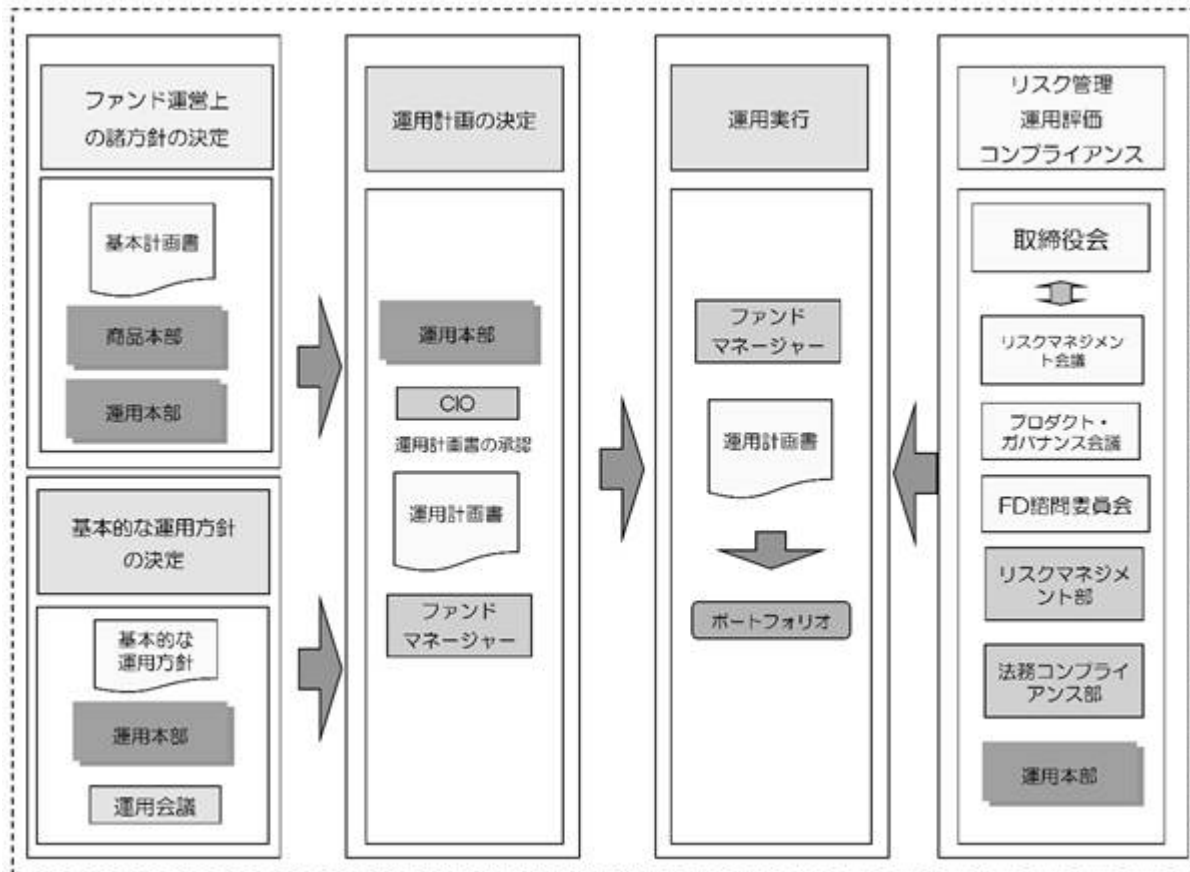 ファンド運営上
の諸方針の決定
基本計画書
商品本部
運用本部
基本的な運用方針
の決定
基本的な
運用方針
運用本部
運用会議
運用計画の決定
運用本部
CIO
運用計画書の承認
運用計画書
ファンド
マネージャー
運用実行
ファンド
マネージャー
運用計画書
ポートフォリオ
リスク管理
運用評価
コンプライアンス
取締役会
リスクマネジメン
ト会議
プロダクト・
ガバナンス会議
FD諮問委員会
リスクマネジメ
ント部
法務コンプライ
アンス部
運用本部